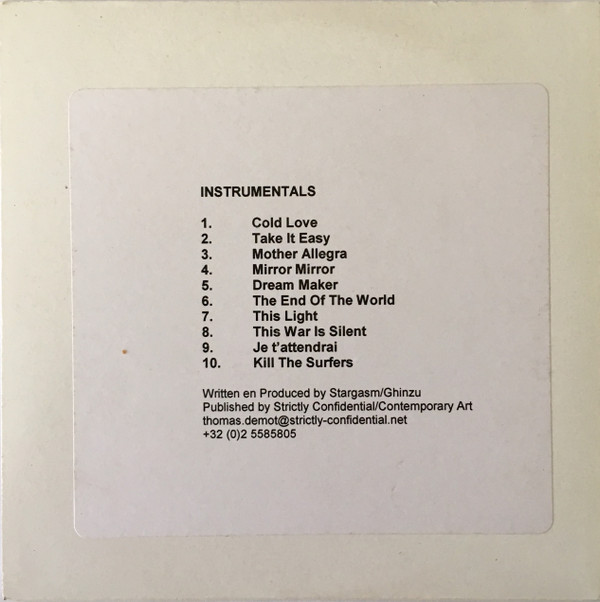 INSTRUMENTALS
1. Cold Love
2. Take It Easy
3. Mother Allegra
4. Mirror Mirror
5. Dream Maker
6. The End Of The World
7. This Light
8. This War Is Silent
9. Je t'attendrai
10. Kill The Surfers
Written en Produced by Stargasm/Ghinzu
Published by Strictly Confidential/Contemporary Art
thomas.demot@strictly-confidential.net
+32 (0)2 5585805